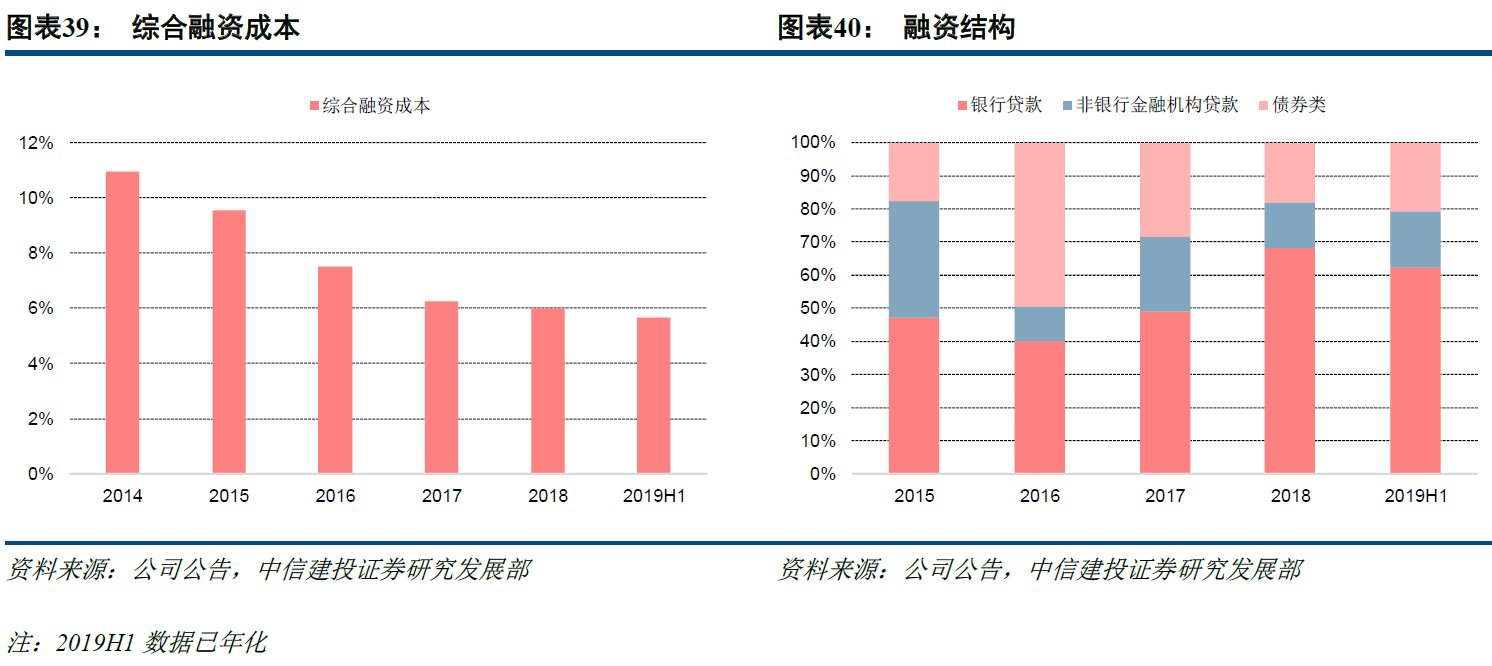 图表39： 综合融资成本
综合融资成本
12%
10%
8%
6%
4%
2%
0%
2014 2015 2016 2017 2018 2019H1
资料来源：公司公告，中信建投证券研究发展部
注：2019H1 数据已年化
图表40： 融资结构
银行贷款 非银行金融机构贷款 债券类
100%
90%
80%
70%
60%
50%
40%
30%
20%
10%
0%
2015 2016 2017 2018 2019H1
资料来源：公司公告，中信建投证券研究发展部